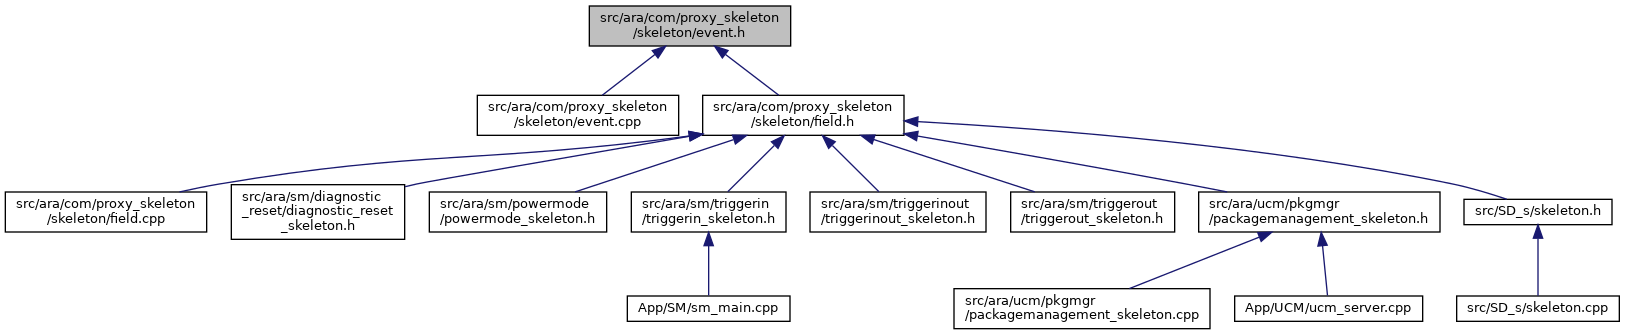 src/ara/com/proxy_skeleton
/skeleton/event.h
src/ara/com/proxy_skeleton
/skeleton/event.cpp
src/ara/com/proxy_skeleton
/skeleton/field.h
src/ara/com/proxy_skeleton
/skeleton/field.cpp
src/ara/sm/diagnostic
_reset/diagnostic_reset
_skeleton.h
src/ara/sm/powermode
/powermode_skeleton.h
src/ara/sm/triggerin
/triggerin_skeleton.h
src/ara/sm/triggerinout
/triggerinout_skeleton.h
src/ara/sm/triggerout
/triggerout_skeleton.h
src/ara/ucm/pkgmgr
/packagemanagement_skeleton.h
src/SD_s/skeleton.h
App/SM/sm_main.cpp
src/ara/ucm/pkgmgr
/packagemanagement_skeleton.cpp
App/UCM/ucm_server.cpp
src/SD_s/skeleton.cpp